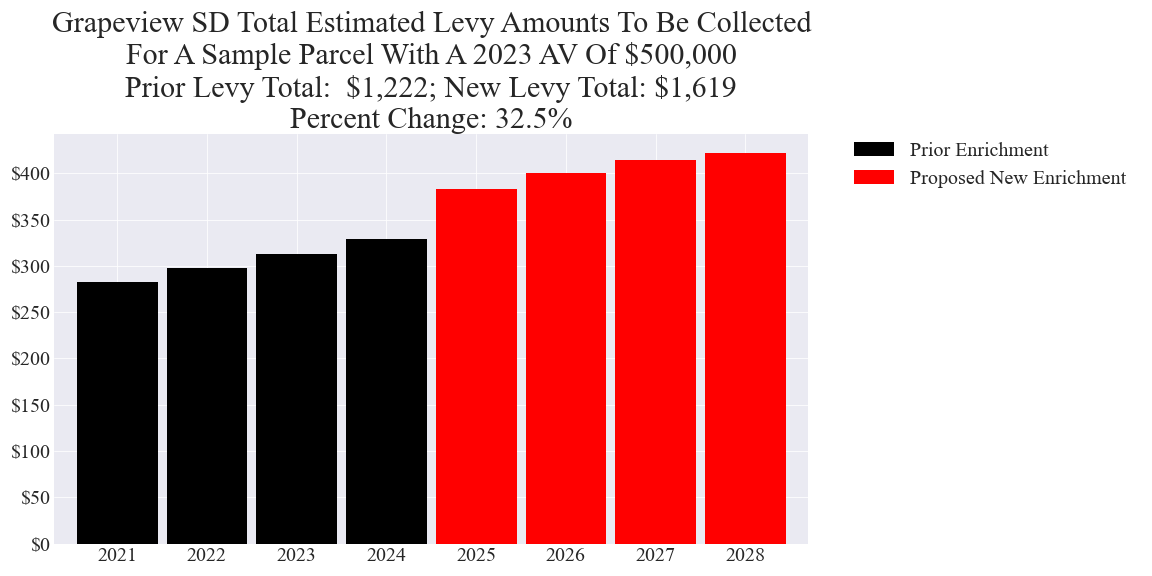 Grapeview SD Total Estimated Levy Amounts To Be Collected
For A Sample Parcel With A 2023 AV Of $500,000
Prior Levy Total:  $1,222; New Levy Total: $1,619
Percent Change: 32.5%
Prior Enrichment
Proposed New Enrichment
$400
$350
$300
$250
$200
$150
$100
$50
$0
2021 2022 2023 2024 2025 2026 2027 2028